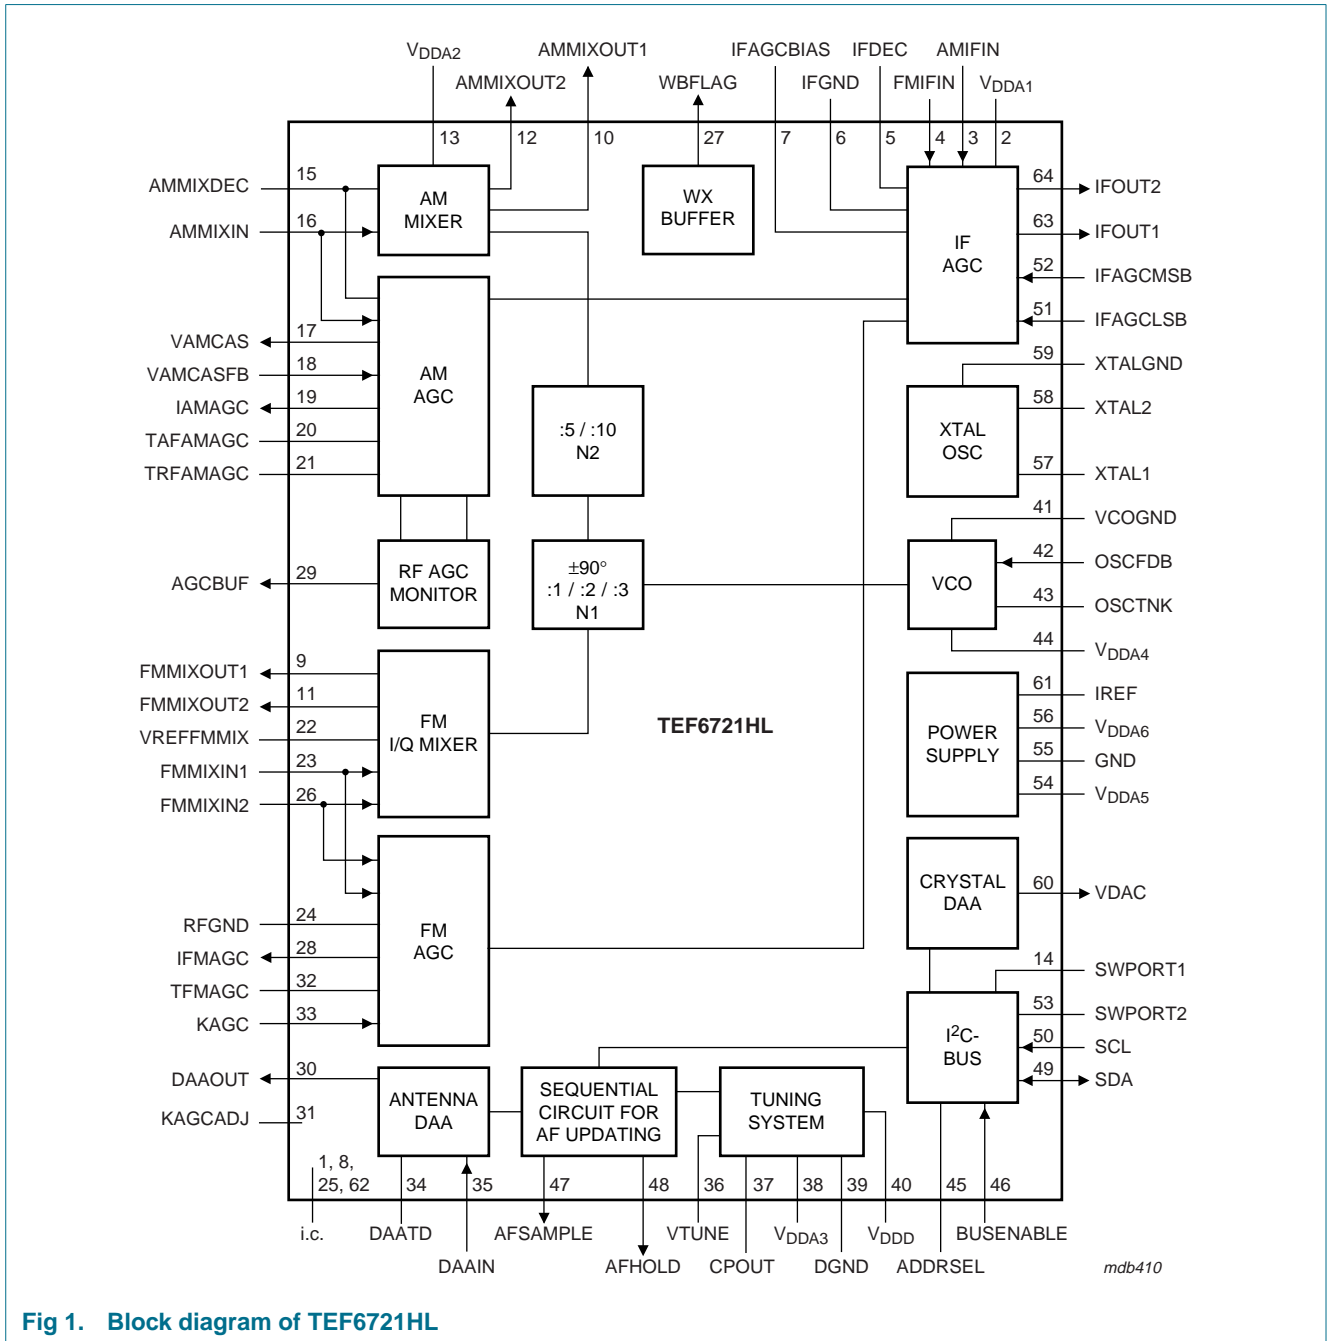 VDDA2
AMMIXOUT1
IFAGCBIAS
IFDEC
AMIFIN
AMMIXOUT2
WBFLAG
IFGND
FMIFIN
VDDA1
13
12
10
27
7
6
5
4
3
2
AMMIXDEC
15
AM
MIXER
WX
BUFFER
IF
AGC
64
IFOUT2
AMMIXIN
16
63
IFOUT1
52
IFAGCMSB
51
IFAGCLSB
VAMCAS
17
VAMCASFB
18
IAMAGC
19
TAFAMAGC
20
TRFAMAGC
21
AM
AGC
:5 / :10
N2
XTAL
OSC
59
XTALGND
58
XTAL2
57
XTAL1
AGCBUF
29
RF AGC
MONITOR
±90°
:1 / :2 / :3
N1
VCO
41
VCOGND
42
OSCFDB
43
OSCTNK
44
VDDA4
FMMIXOUT1
9
FMMIXOUT2
11
VREFFMMIX
22
FMMIXIN1
23
FMMIXIN2
26
FM
I/Q MIXER
TEF6721HL
POWER
SUPPLY
61
IREF
56
VDDA6
55
GND
54
VDDA5
RFGND
24
IFMAGC
28
TFMAGC
32
KAGC
33
FM
AGC
CRYSTAL
DAA
60
VDAC
14
SWPORT1
53
SWPORT2
50
SCL
49
SDA
I2C-
BUS
DAAOUT
30
KAGCADJ
31
ANTENNA
DAA
SEQUENTIAL
CIRCUIT FOR
AF UPDATING
TUNING
SYSTEM
1, 8,
25, 62
34
35
47
48
36
37
38
39
40
45
46
i.c.
DAATD
AFSAMPLE
VTUNE
VDDA3
VDDD
BUSENABLE
DAAIN
AFHOLD
CPOUT
DGND
ADDRSEL
mdb410
Fig 1. Block diagram of TEF6721HL